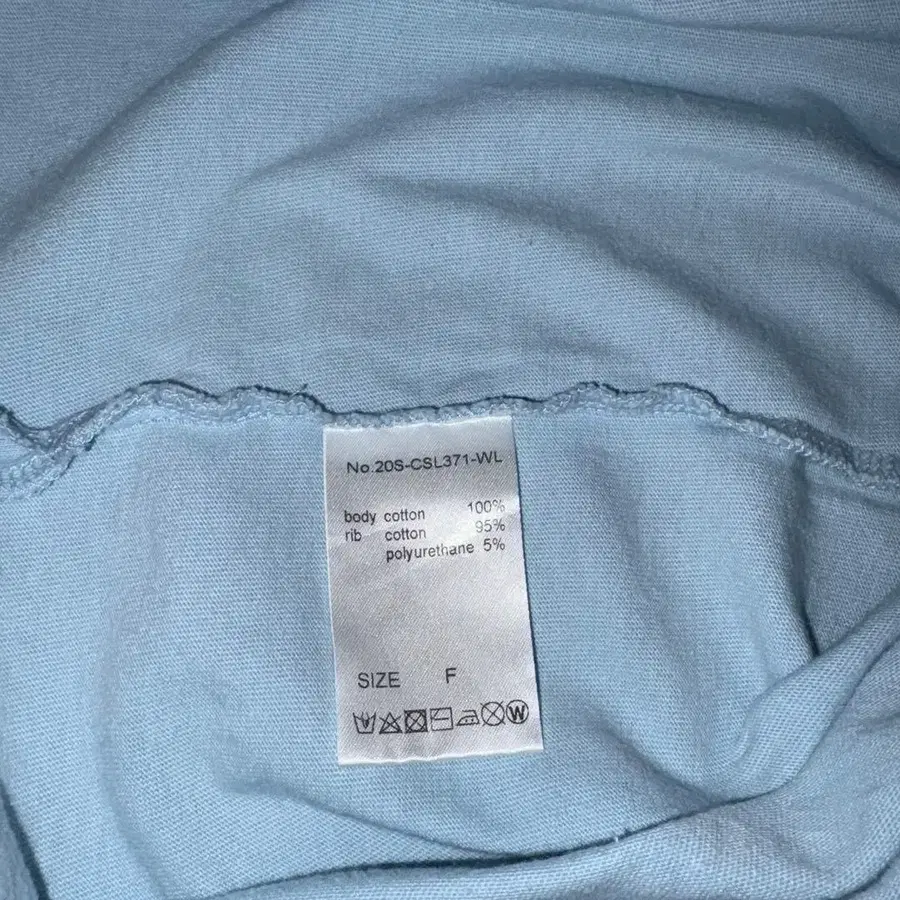 No.20S-CSL371-WL
body cotton 100%
rib cotton 95%
polyurethane 5%
SIZE F
W